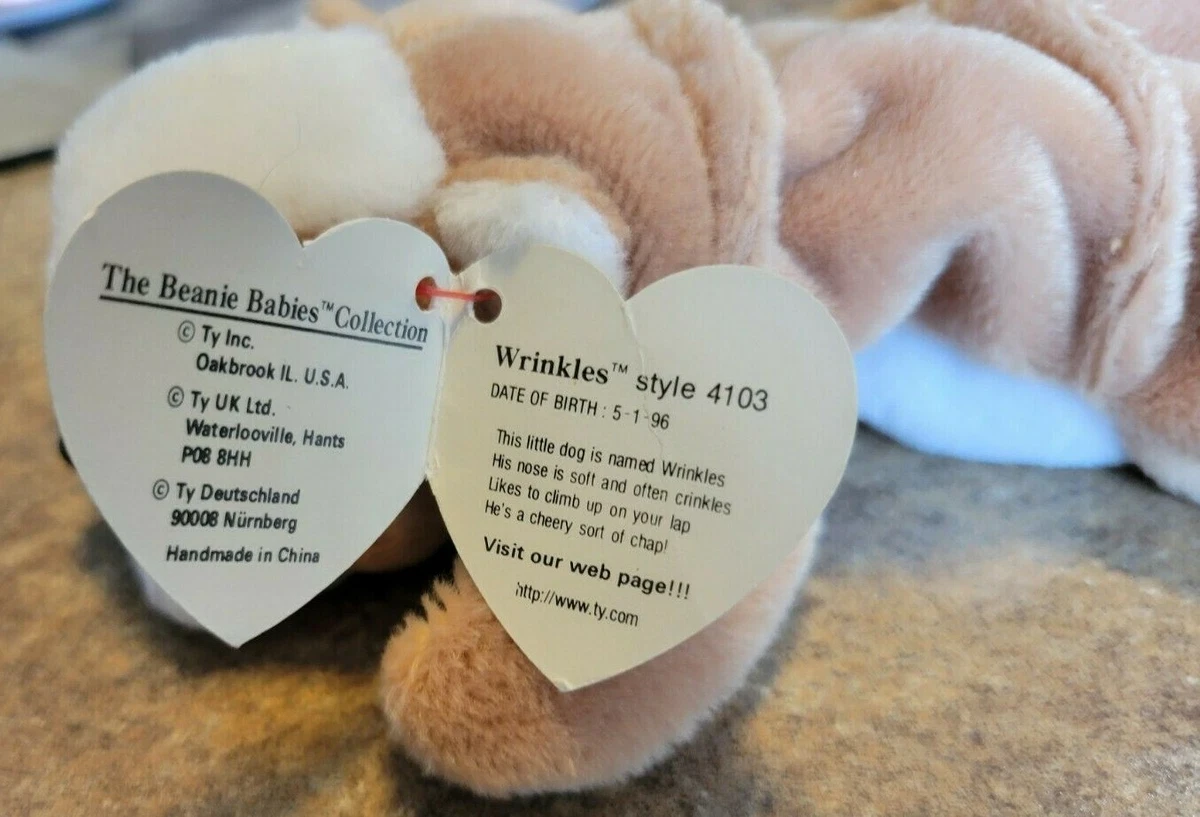 The Beanie Babies™Collection
© Ty Inc.
Oakbrook IL. U.S.A.
© Ty UK Ltd.
Waterlooville, Hants
P08 8HH
© Ty Deutschland
90008 Nürnberg
Handmade in China
Wrinkles™ style 4103
DATE OF BIRTH : 5-1-96
This little dog is named Wrinkles
His nose is soft and often crinkles
Likes to climb up on your lap
He's a cheery sort of chap!
Visit our web page!!!
http://www.ty.com